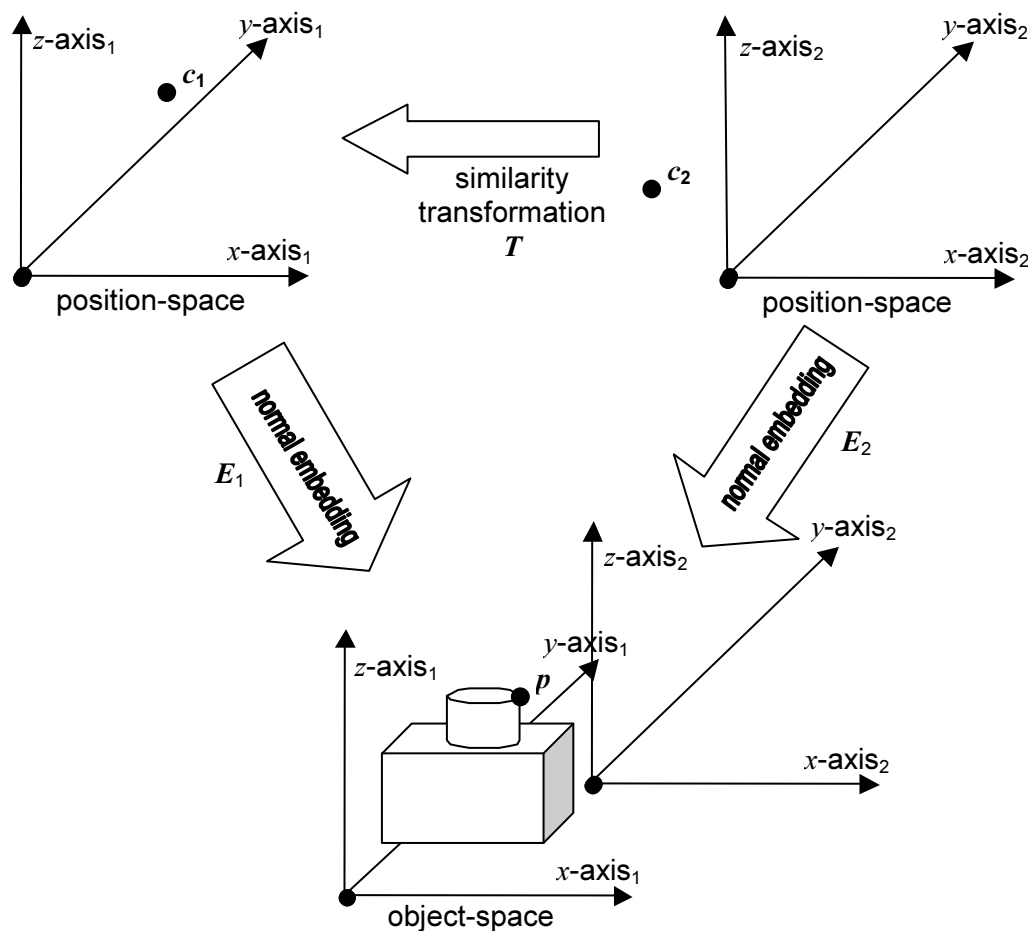 z-axis₁
y-axis₁
c₁
x-axis₁
position-space
similarity
transformation
T
z-axis₂
y-axis₂
c₂
x-axis₂
position-space
normal embedding
E₁
normal embedding
E₂
z-axis₂
y-axis₂
x-axis₂
z-axis₁
y-axis₁
p
x-axis₁
object-space